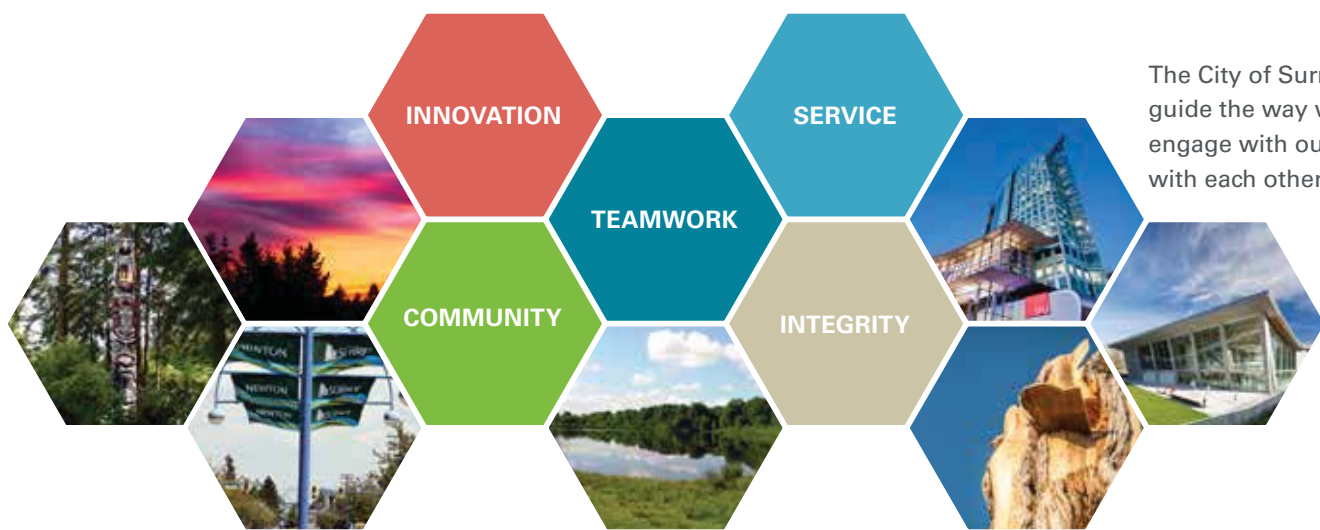 INNOVATION
SERVICE
TEAMWORK
COMMUNITY
INTEGRITY
The City of Surr
guide the way w
engage with ou
with each other
NEWTON
NEWTON